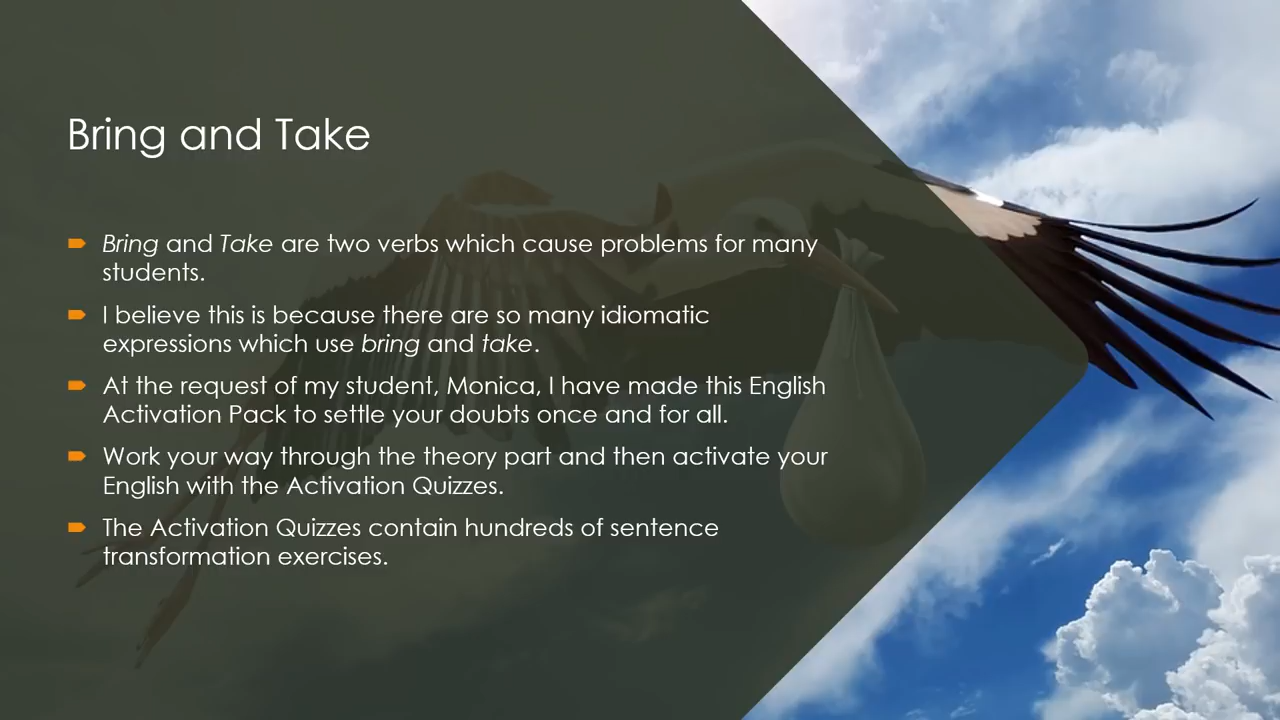 Bring and Take
Bring and Take are two verbs which cause problems for many
students.
I believe this is because there are so many idiomatic
expressions which use bring and take.
At the request of my student, Monica, I have made this English
Activation Pack to settle your doubts once and for all.
Work your way through the theory part and then activate your
English with the Activation Quizzes.
The Activation Quizzes contain hundreds of sentence
transformation exercises.